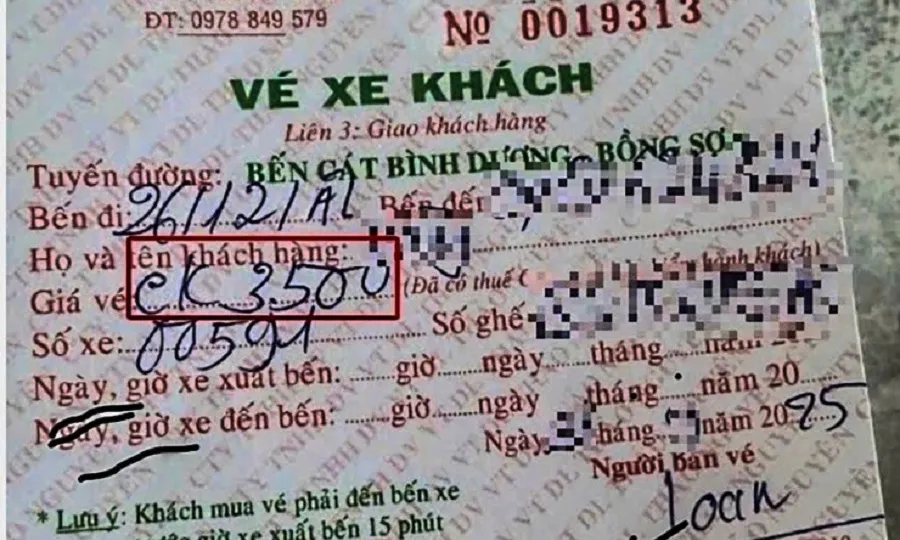 ĐT: 0978 849 579
Nº 0019313
VÉ XE KHÁCH
Liên 3: Giao khách hàng
Tuyến đường: BẾN CÁT BÌNH DƯƠNG - BỒNG SƠN
Bến đi: 26/12/AL Bến đến
Họ và tên khách hàng:
Giá vé CK 3500 (Đã có thuế hành khách)
Số xe: 00591 Số ghế
Ngày, giờ xe xuất bến: giờ ngày tháng năm 20
Ngày, giờ xe đến bến: giờ ngày tháng năm 20
Ngày tháng năm 2025
Người bán vé
* Lưu ý: Khách mua vé phải đến bến xe
giờ xe xuất bến 15 phút
Loan